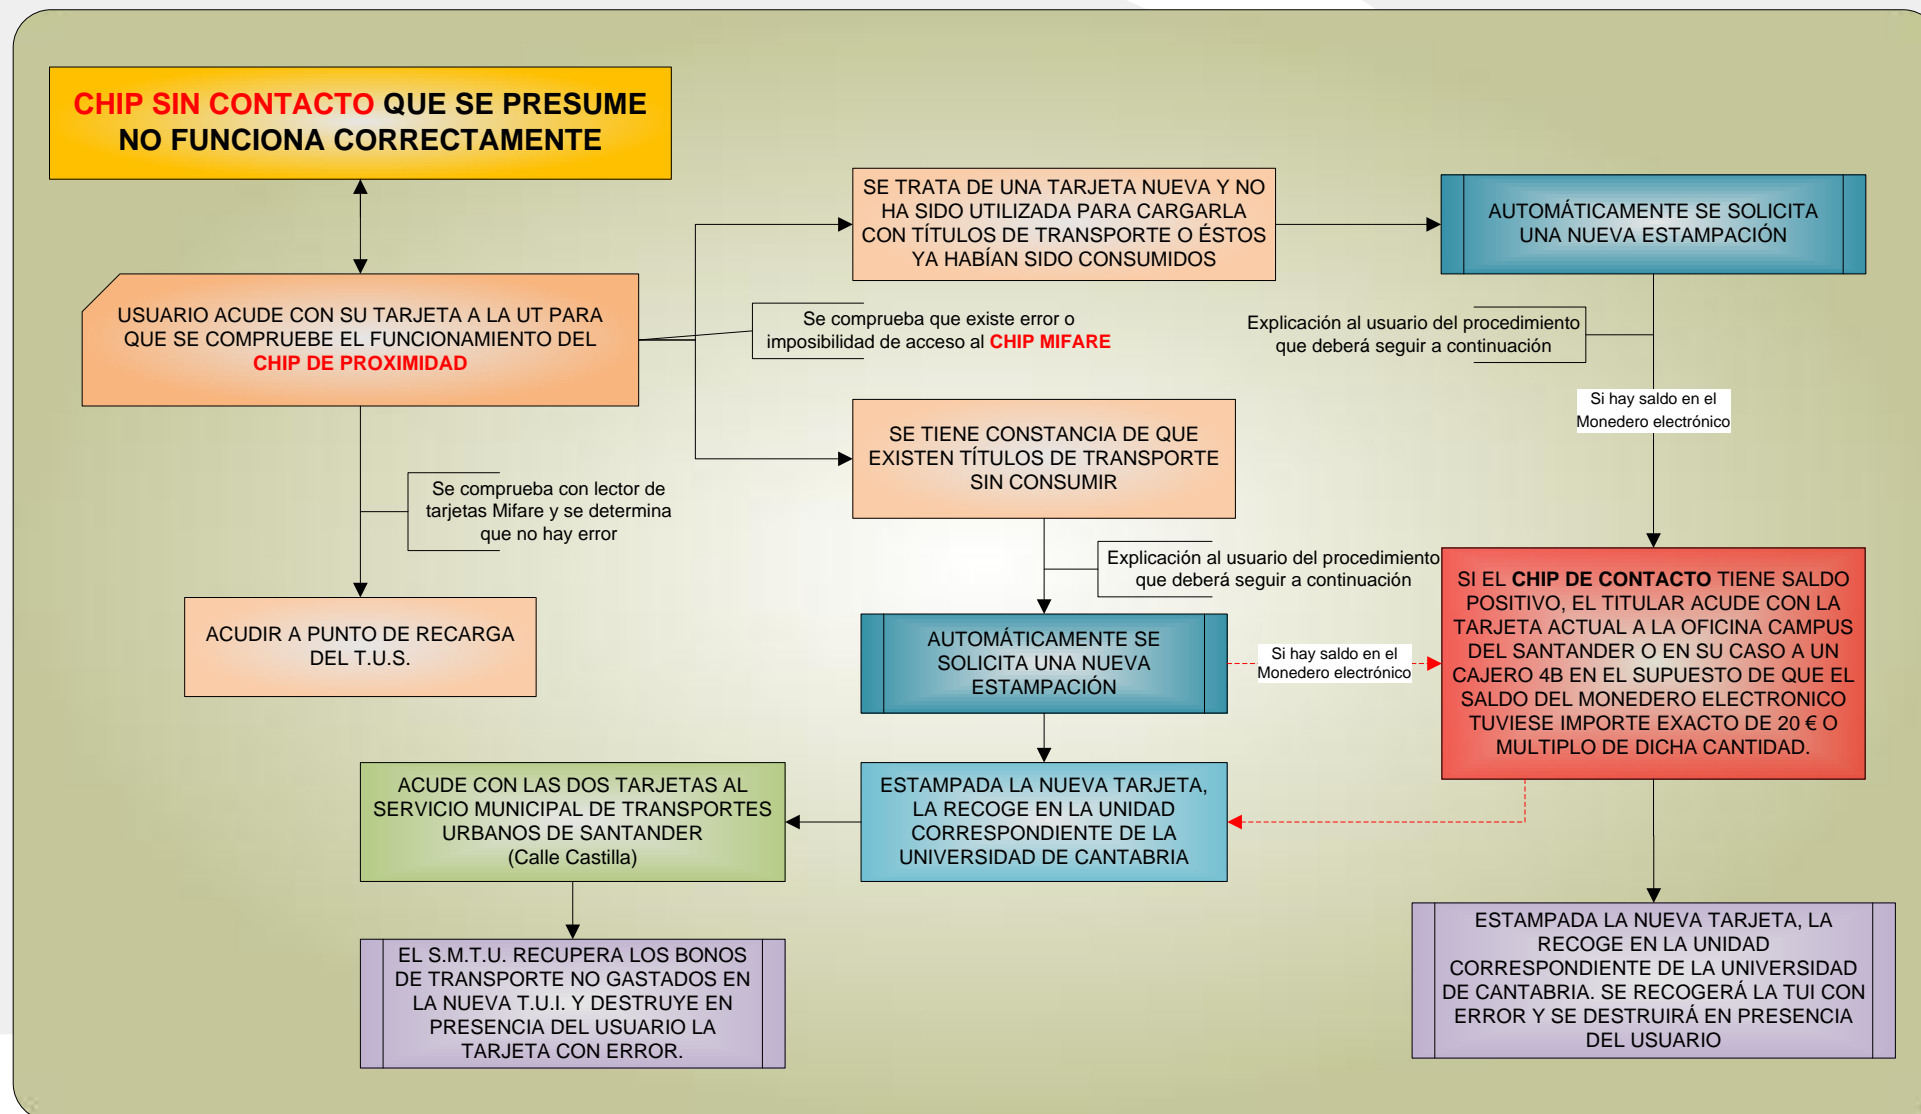 CHIP SIN CONTACTO QUE SE PRESUME
NO FUNCIONA CORRECTAMENTE
SE TRATA DE UNA TARJETA NUEVA Y NO
HA SIDO UTILIZADA PARA CARGARLA
CON TÍTULOS DE TRANSPORTE O ÉSTOS
YA HABÍAN SIDO CONSUMIDOS
AUTOMÁTICAMENTE SE SOLICITA
UNA NUEVA ESTAMPACIÓN
USUARIO ACUDE CON SU TARJETA A LA UT PARA
QUE SE COMPRUEBE EL FUNCIONAMIENTO DEL
CHIP DE PROXIMIDAD
Se comprueba que existe error o
imposibilidad de acceso al CHIP MIFARE
Explicación al usuario del procedimiento
que deberá seguir a continuación
Si hay saldo en el
Monedero electrónico
SE TIENE CONSTANCIA DE QUE
EXISTEN TÍTULOS DE TRANSPORTE
SIN CONSUMIR
Se comprueba con lector de
tarjetas Mifare y se determina
que no hay error
Explicación al usuario del procedimiento
que deberá seguir a continuación
ACUDIR A PUNTO DE RECARGA
DEL T.U.S.
AUTOMÁTICAMENTE SE
SOLICITA UNA NUEVA
ESTAMPACIÓN
Si hay saldo en el
Monedero electrónico
SI EL CHIP DE CONTACTO TIENE SALDO
POSITIVO, EL TITULAR ACUDE CON LA
TARJETA ACTUAL A LA OFICINA CAMPUS
DEL SANTANDER O EN SU CASO A UN
CAJERO 4B EN EL SUPUESTO DE QUE EL
SALDO DEL MONEDERO ELECTRONICO
TUVIESE IMPORTE EXACTO DE 20 € O
MULTIPLO DE DICHA CANTIDAD.
ACUDE CON LAS DOS TARJETAS AL
SERVICIO MUNICIPAL DE TRANSPORTES
URBANOS DE SANTANDER
(Calle Castilla)
ESTAMPADA LA NUEVA TARJETA,
LA RECOGE EN LA UNIDAD
CORRESPONDIENTE DE LA
UNIVERSIDAD DE CANTABRIA
EL S.M.T.U. RECUPERA LOS BONOS
DE TRANSPORTE NO GASTADOS EN
LA NUEVA T.U.I. Y DESTRUYE EN
PRESENCIA DEL USUARIO LA
TARJETA CON ERROR.
ESTAMPADA LA NUEVA TARJETA, LA
RECOGE EN LA UNIDAD
CORRESPONDIENTE DE LA UNIVERSIDAD
DE CANTABRIA. SE RECOGERÁ LA TUI CON
ERROR Y SE DESTRUIRÁ EN PRESENCIA
DEL USUARIO